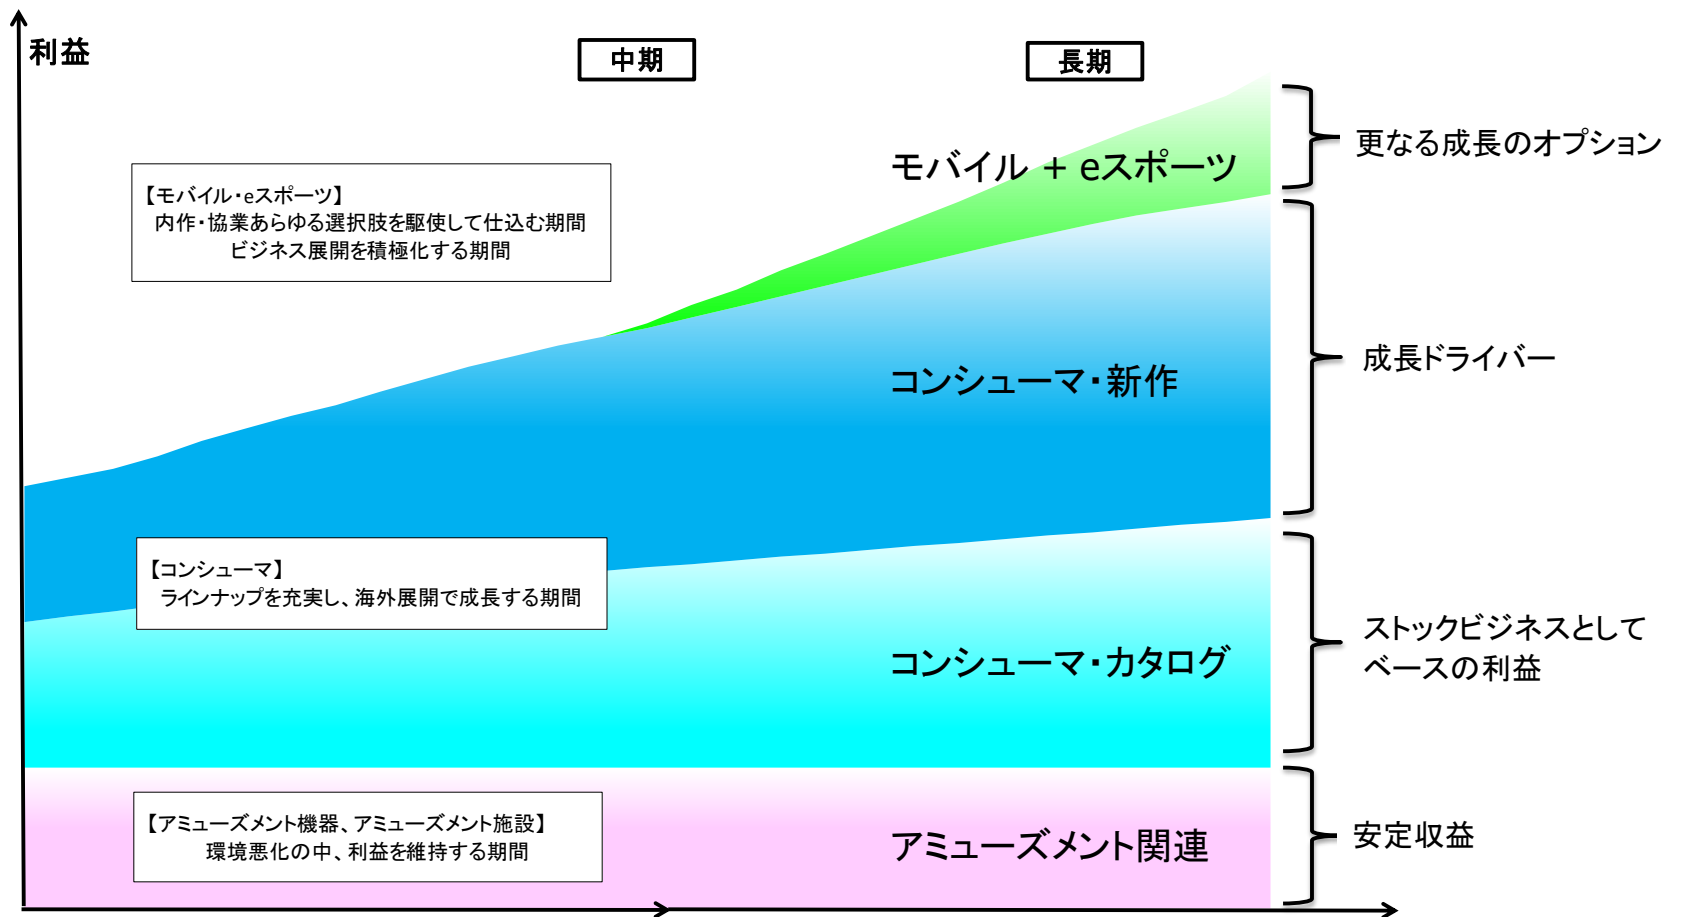 利益
中期
長期
更なる成長のオプション
モバイル + eスポーツ
【モバイル・eスポーツ】
内作・協業あらゆる選択肢を駆使して仕込む期間
ビジネス展開を積極化する期間
成長ドライバー
コンシューマ・新作
【コンシューマ】
ラインナップを充実し、海外展開で成長する期間
ストックビジネスとして
ベースの利益
コンシューマ・カタログ
【アミューズメント機器、アミューズメント施設】
環境悪化の中、利益を維持する期間
アミューズメント関連
安定収益